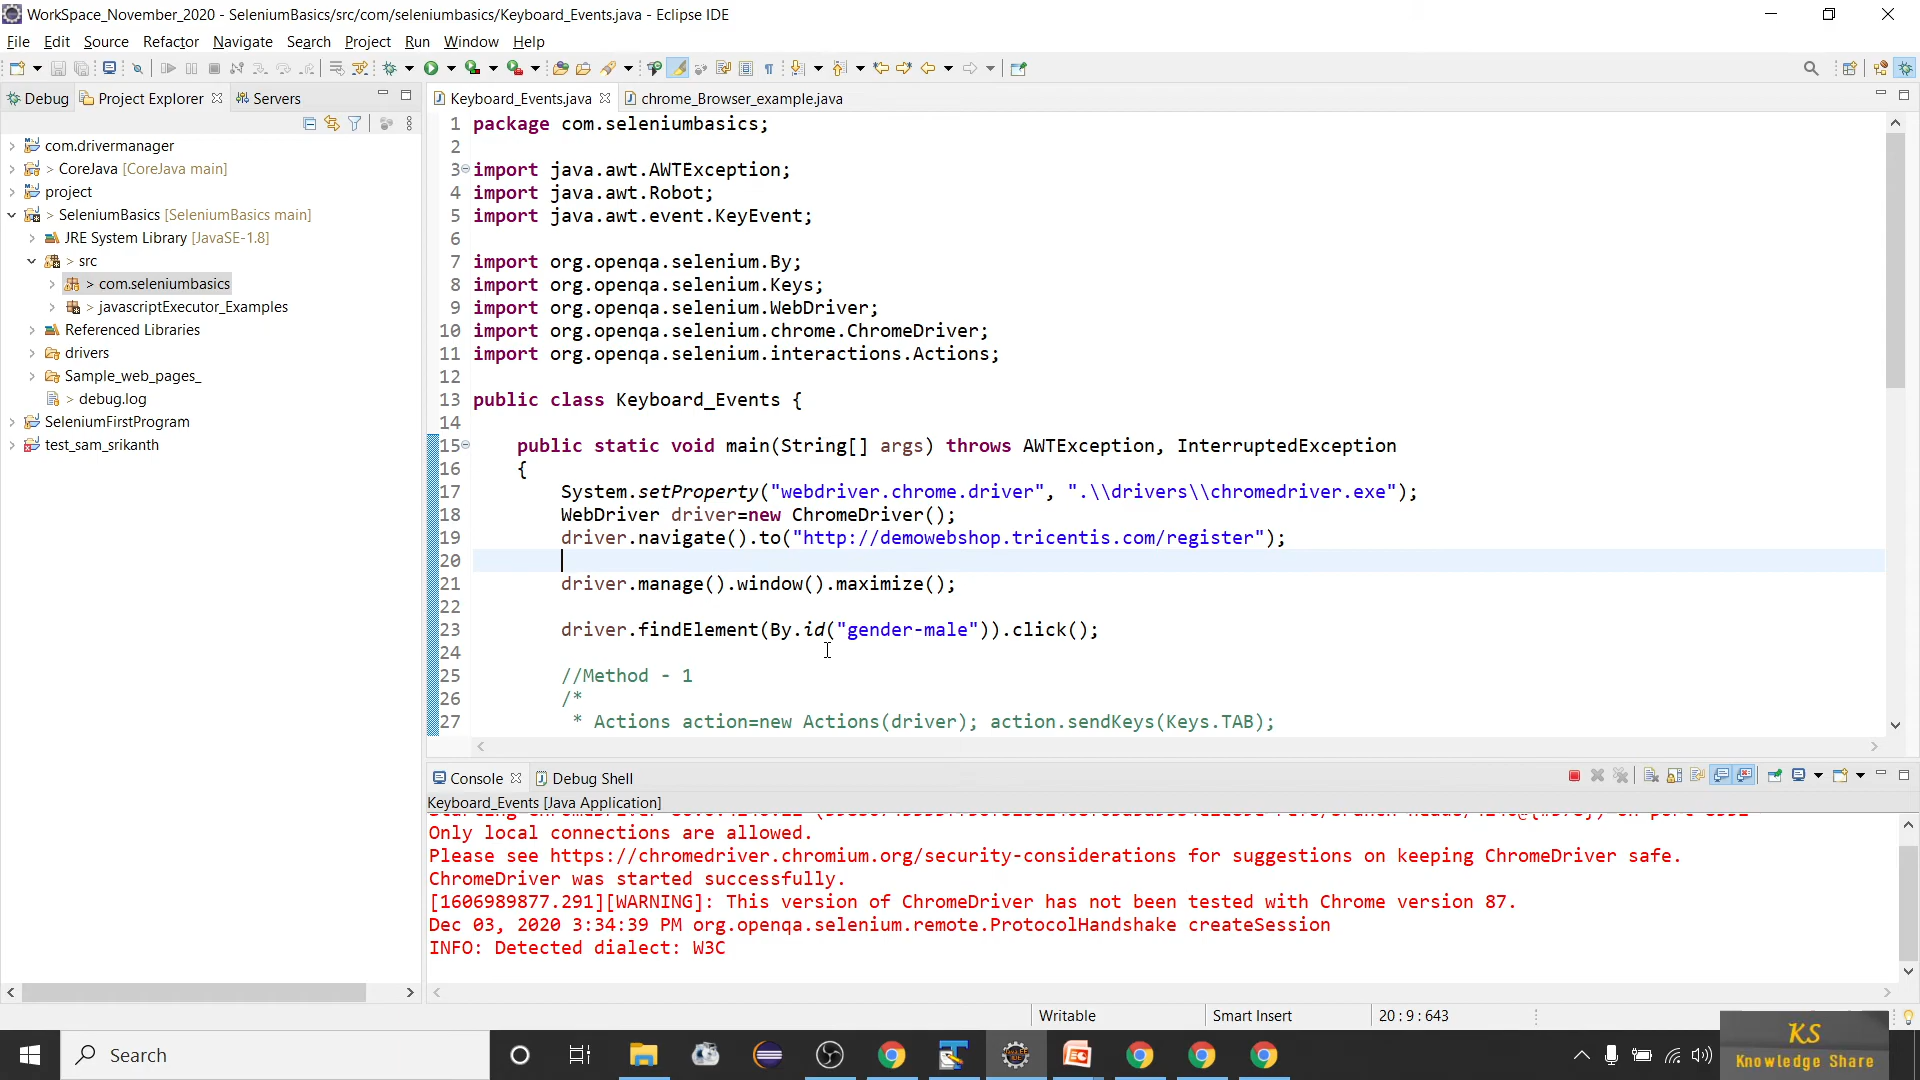 WorkSpace_November_2020 - SeleniumBasics/src/com/seleniumbasics/Keyboard_Events.java - Eclipse IDE
File Edit Source Refactor Navigate Search Project Run Window Help
Debug Project Explorer Servers
Keyboard_Events.java chrome_Browser_example.java
com.drivermanager
> CoreJava [CoreJava main]
project
> SeleniumBasics [SeleniumBasics main]
JRE System Library [JavaSE-1.8]
> src
> com.seleniumbasics
> javascriptExecutor_Examples
Referenced Libraries
drivers
Sample_web_pages_
> debug.log
SeleniumFirstProgram
test_sam_srikanth
1 package com.seleniumbasics;
2
3 import java.awt.AWTException;
4 import java.awt.Robot;
5 import java.awt.event.KeyEvent;
6
7 import org.openqa.selenium.By;
8 import org.openqa.selenium.Keys;
9 import org.openqa.selenium.WebDriver;
10 import org.openqa.selenium.chrome.ChromeDriver;
11 import org.openqa.selenium.interactions.Actions;
12
13 public class Keyboard_Events {
14
15 public static void main(String[] args) throws AWTException, InterruptedException
16 {
17 System.setProperty("webdriver.chrome.driver", ".\\drivers\\chromedriver.exe");
18 WebDriver driver=new ChromeDriver();
19 driver.navigate().to("http://demowebshop.tricentis.com/register");
20
21 driver.manage().window().maximize();
22
23 driver.findElement(By.id("gender-male")).click();
24
25 //Method - 1
26 /*
27 * Actions action=new Actions(driver); action.sendKeys(Keys.TAB);
Console Debug Shell
Keyboard_Events [Java Application]
Only local connections are allowed.
Please see https://chromedriver.chromium.org/security-considerations for suggestions on keeping ChromeDriver safe.
ChromeDriver was started successfully.
[1606989877.291][WARNING]: This version of ChromeDriver has not been tested with Chrome version 87.
Dec 03, 2020 3:34:39 PM org.openqa.selenium.remote.ProtocolHandshake createSession
INFO: Detected dialect: W3C
Writable Smart Insert 20 : 9 : 643
Search
KS
Knowledge Share